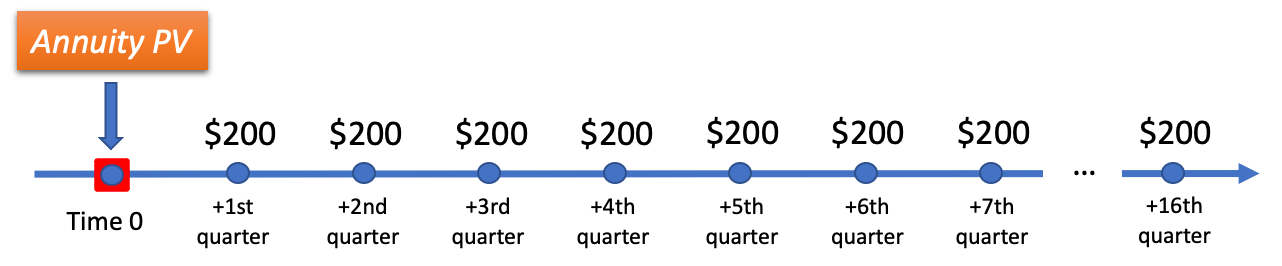 Annuity PV
$200 $200 $200 $200 $200 $200 $200 $200
...
Time 0
+1st quarter
+2nd quarter
+3rd quarter
+4th quarter
+5th quarter
+6th quarter
+7th quarter
+16th quarter